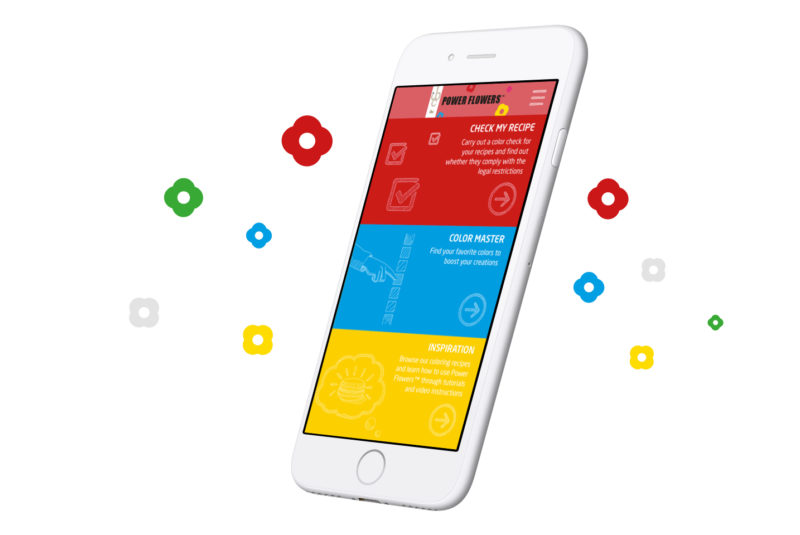 POWER FLOWERS™
CHECK MY RECIPE
Carry out a color check for
your recipes and find out
whether they comply with the
legal restrictions
COLOR MASTER
Find your favorite colors to
boost your creations
INSPIRATION
Browse our coloring recipes
and learn how to use Power
Flowers™ through tutorials
and video instructions